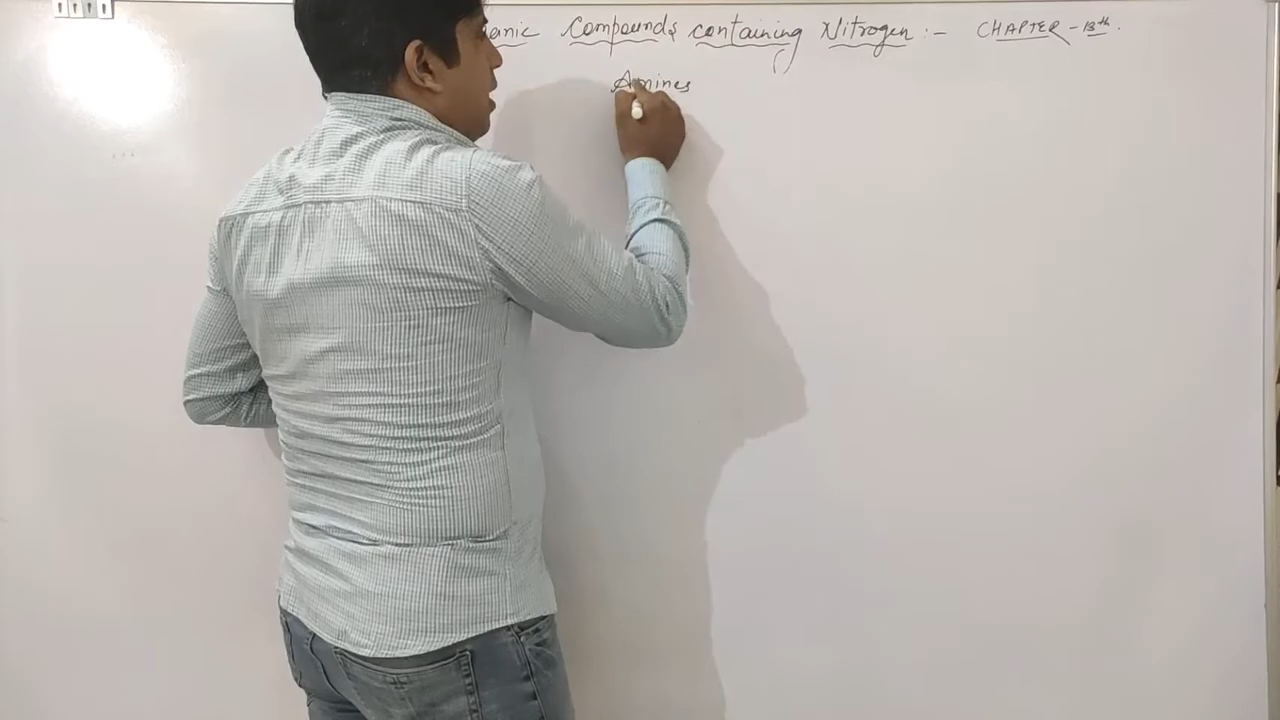 anic Compounds containing Nitrogen :- CHAPTER - 13th.
Amines